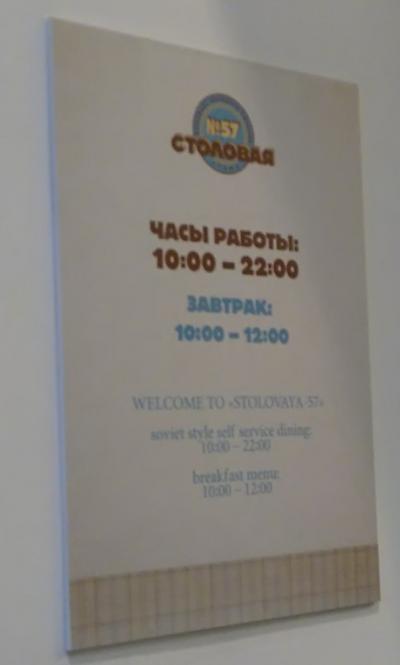 №57
СТОЛОВАЯ
ЧАСЫ РАБОТЫ:
10:00 – 22:00
ЗАВТРАК:
10:00 – 12:00
WELCOME TO «STOLOVAYA-57»
soviet style self service dining:
10:00 – 22:00
breakfast menu:
10:00 – 12:00